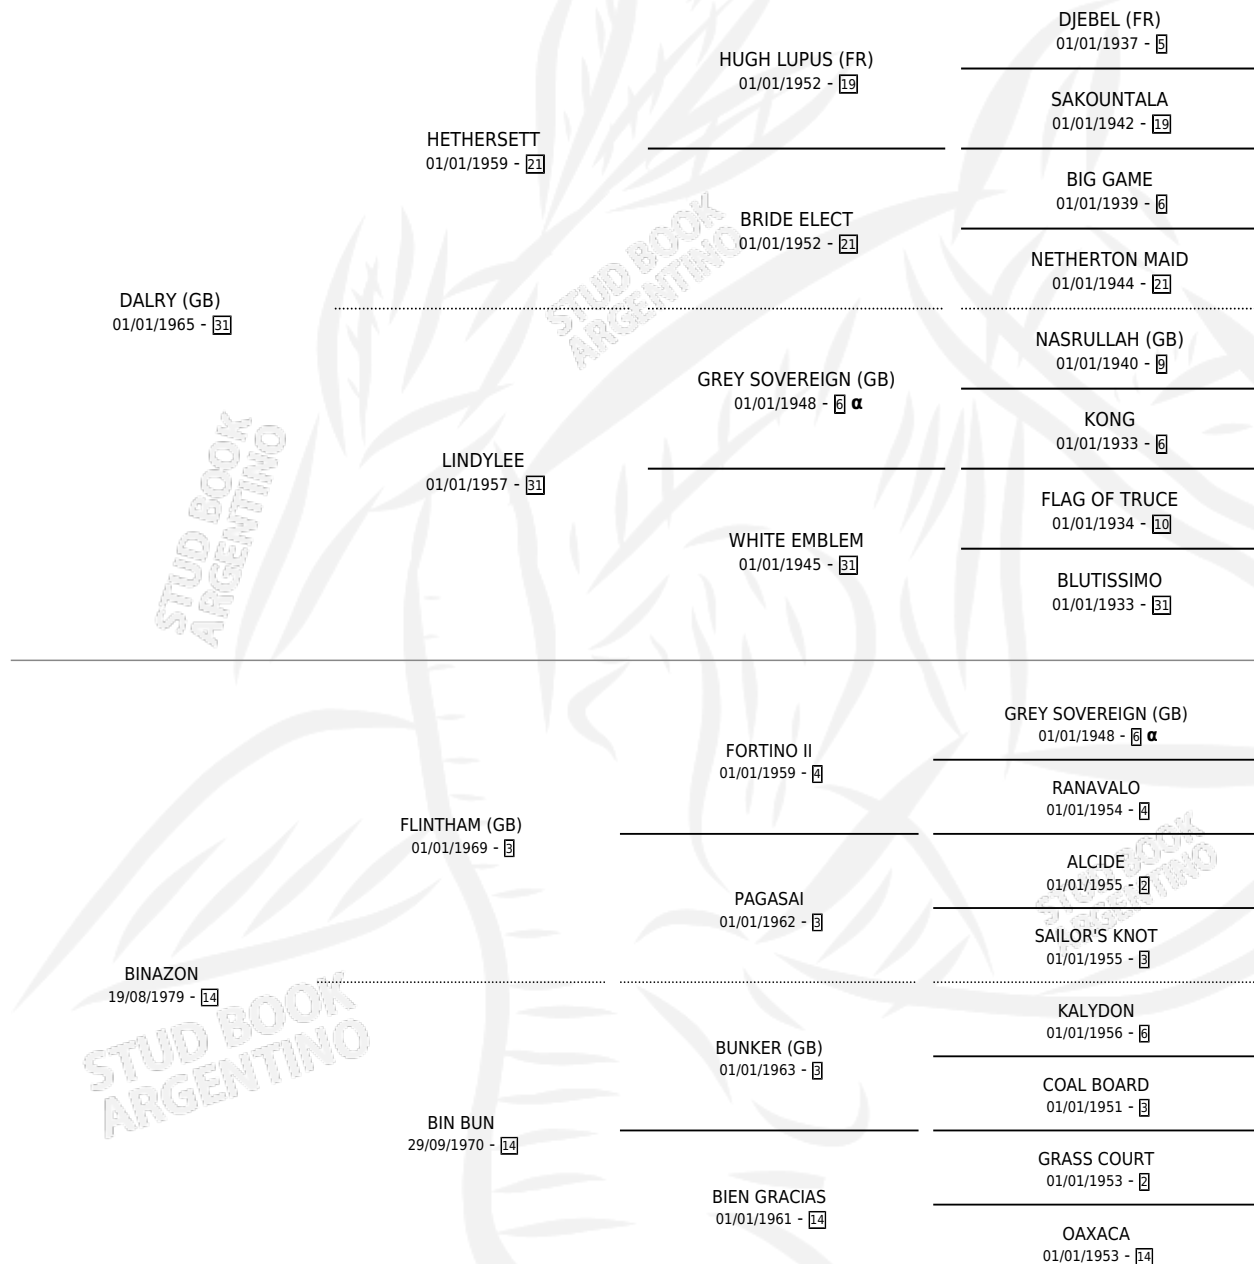 DJEBEL (FR)
01/01/1937 - 5
HUGH LUPUS (FR)
01/01/1952 - 19
SAKOUNTALA
01/01/1942 - 19
HETHERSETT
01/01/1959 - 21
BIG GAME
01/01/1939 - 6
BRIDE ELECT
01/01/1952 - 21
NETHERTON MAID
01/01/1944 - 21
DALRY (GB)
01/01/1965 - 31
NASRULLAH (GB)
01/01/1940 - 9
GREY SOVEREIGN (GB)
01/01/1948 - 6 α
KONG
01/01/1933 - 6
LINDYLEE
01/01/1957 - 31
FLAG OF TRUCE
01/01/1934 - 10
WHITE EMBLEM
01/01/1945 - 31
BLUTISSIMO
01/01/1933 - 31
GREY SOVEREIGN (GB)
01/01/1948 - 6 α
FORTINO II
01/01/1959 - 4
RANAVALO
01/01/1954 - 4
FLINTHAM (GB)
01/01/1969 - 3
ALCIDE
01/01/1955 - 2
PAGASAI
01/01/1962 - 3
SAILOR'S KNOT
01/01/1955 - 3
BINAZON
19/08/1979 - 14
KALYDON
01/01/1956 - 6
BUNKER (GB)
01/01/1963 - 3
COAL BOARD
01/01/1951 - 3
BIN BUN
29/09/1970 - 14
GRASS COURT
01/01/1953 - 2
BIEN GRACIAS
01/01/1961 - 14
OAXACA
01/01/1953 - 14
STUD BOOK
ARGENTINO
STUD BOOK
ARGENTINO
STUD BOOK
ARGENTINO
STUD BOOK
ARGENTINO